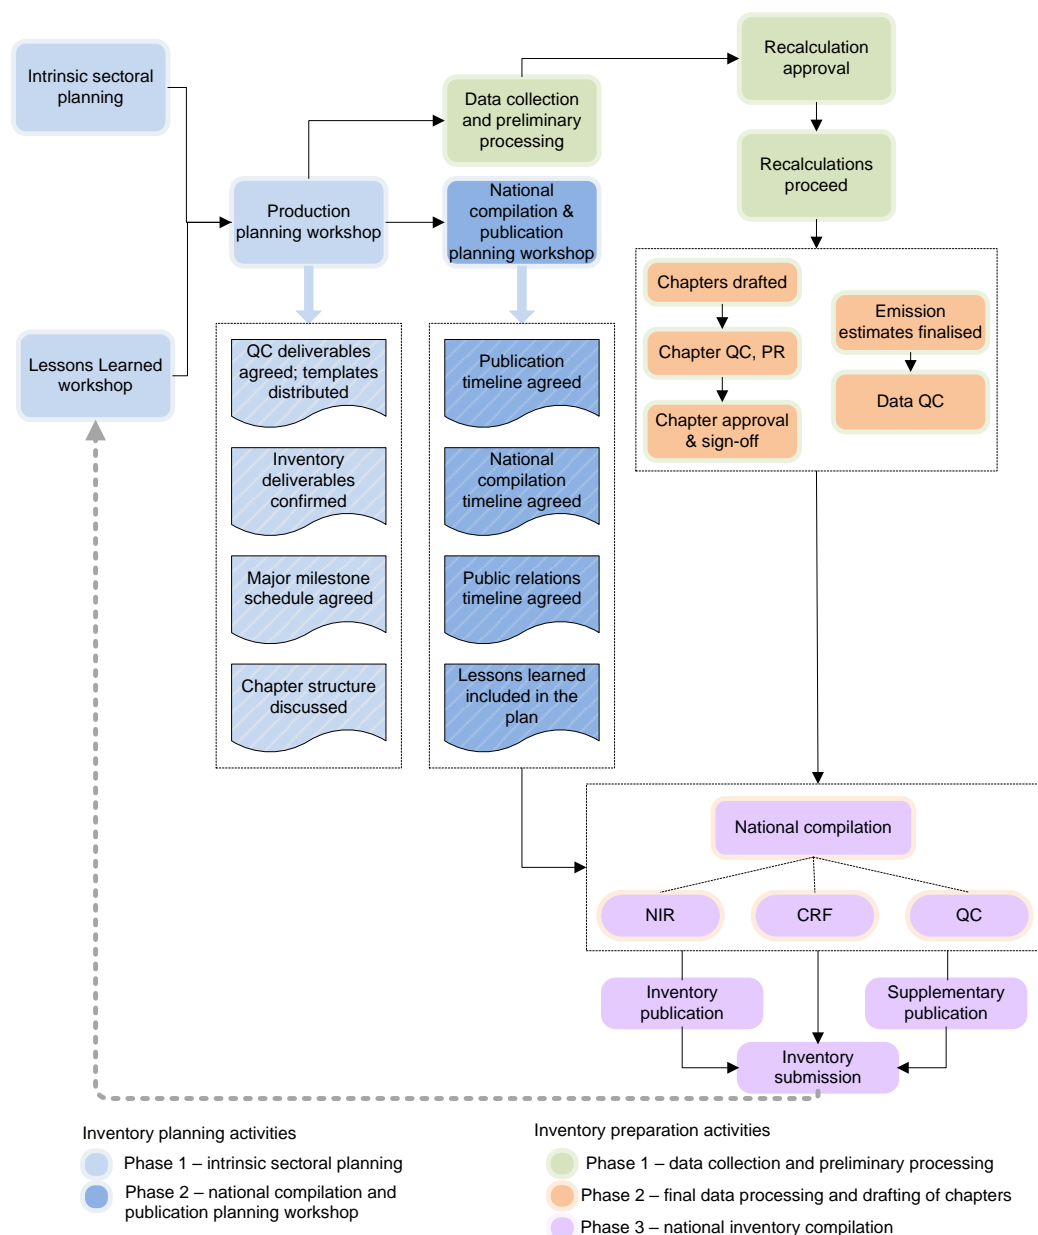 Intrinsic sectoral
planning
Lessons Learned
workshop
Production
planning workshop
Data collection
and preliminary
processing
National
compilation &
publication
planning workshop
Recalculation
approval
Recalculations
proceed
Chapters drafted
Chapter QC, PR
Chapter approval
& sign-off
Emission
estimates finalised
Data QC
QC deliverables
agreed; templates
distributed
Inventory
deliverables
confirmed
Major milestone
schedule agreed
Chapter structure
discussed
Publication
timeline agreed
National
compilation
timeline agreed
Public relations
timeline agreed
Lessons learned
included in the
plan
National compilation
NIR
CRF
QC
Inventory
publication
Supplementary
publication
Inventory
submission
Inventory planning activities
Phase 1 – intrinsic sectoral planning
Phase 2 – national compilation and
publication planning workshop
Inventory preparation activities
Phase 1 – data collection and preliminary processing
Phase 2 – final data processing and drafting of chapters
Phase 3 – national inventory compilation